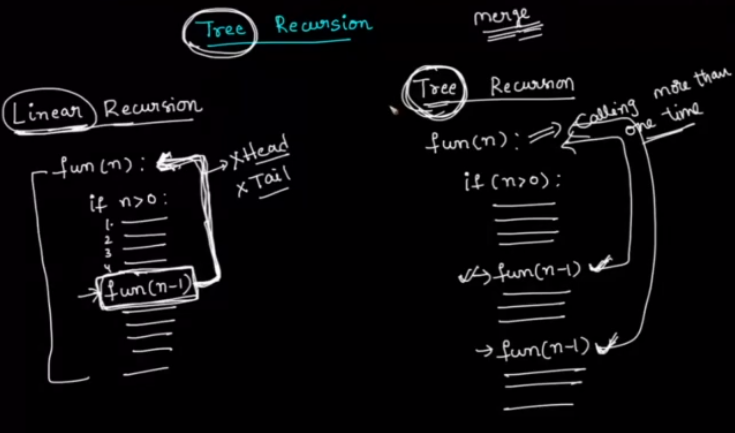 Tree Recursion
merge
Linear Recursion
fun(n):
xHead
x Tail
if n>0:
1.
2
3
4
→ fun(n-1)
Tree Recursion
calling more than
one time
fun(n): ⇒
if (n>0):
fun(n-1)
→ fun(n-1)